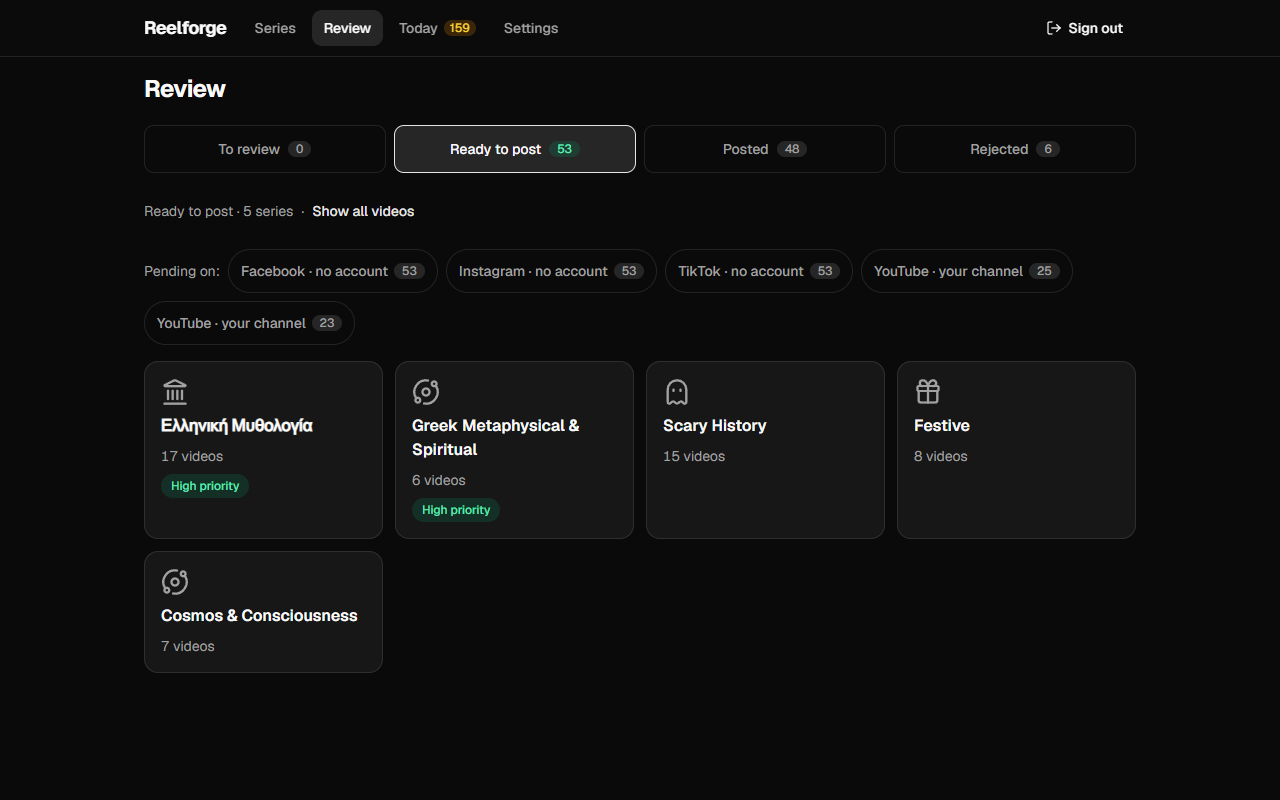 Reelforge Series Review Today 159 Settings Sign out
Review
To review 0 Ready to post 53 Posted 48 Rejected 6
Ready to post · 5 series · Show all videos
Pending on: Facebook · no account 53 Instagram · no account 53 TikTok · no account 53 YouTube · your channel 25
YouTube · your channel 23
Ελληνική Μυθολογία
17 videos
High priority
Greek Metaphysical &
Spiritual
6 videos
High priority
Scary History
15 videos
Festive
8 videos
Cosmos & Consciousness
7 videos